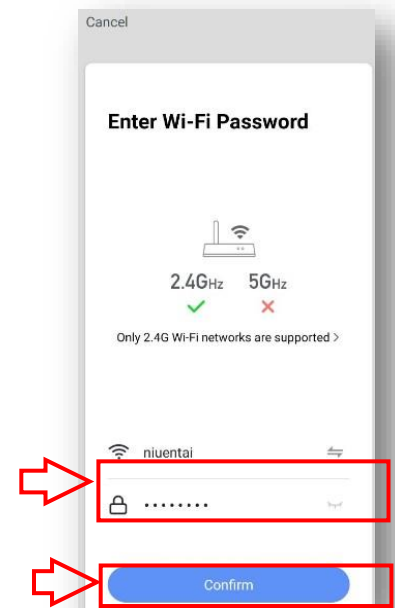 Cancel
Enter Wi-Fi Password
2.4GHz 5GHz
Only 2.4G Wi-Fi networks are supported >
niuentai
••••••••
Confirm